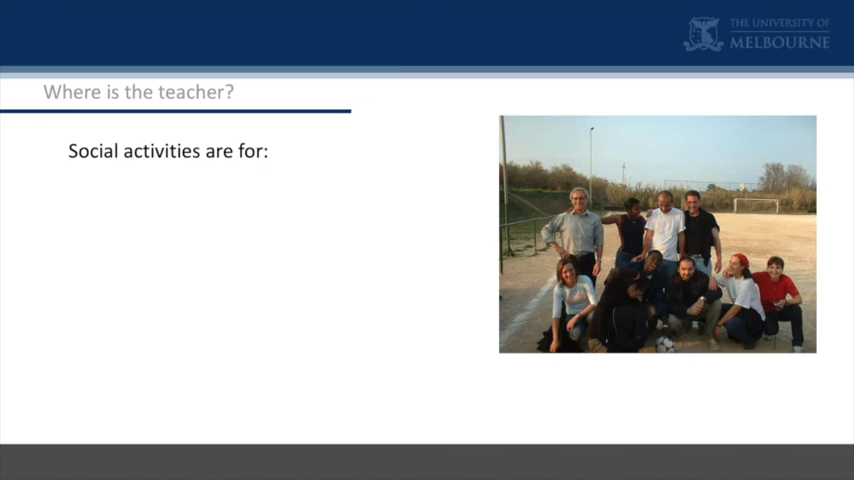 THE UNIVERSITY OF
MELBOURNE
Where is the teacher?
Social activities are for: